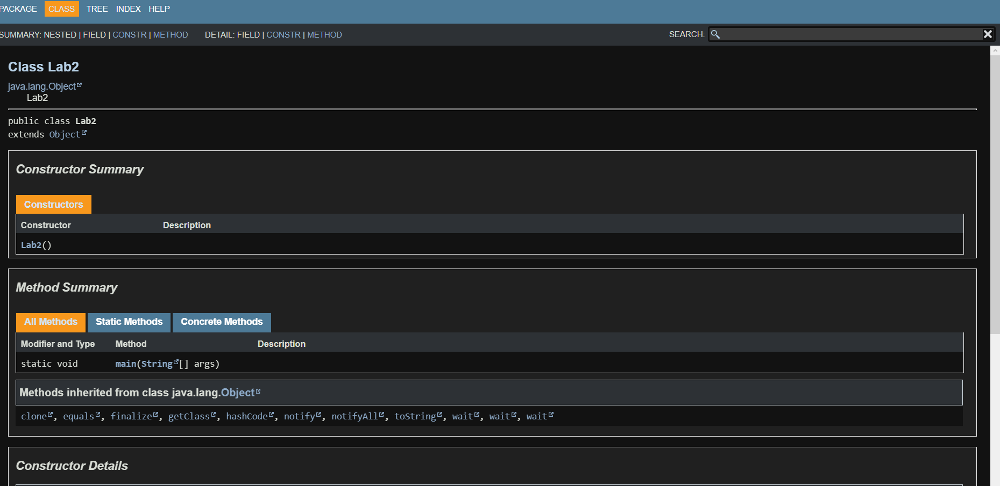 PACKAGE CLASS TREE INDEX HELP
SUMMARY: NESTED | FIELD | CONSTR | METHOD DETAIL: FIELD | CONSTR | METHOD SEARCH:
Class Lab2
java.lang.Object
Lab2
public class Lab2
extends Object
Constructor Summary
Constructors
Constructor Description
Lab2()
Method Summary
All Methods Static Methods Concrete Methods
Modifier and Type Method Description
static void main(String[] args)
Methods inherited from class java.lang.Object
clone, equals, finalize, getClass, hashCode, notify, notifyAll, toString, wait, wait, wait
Constructor Details